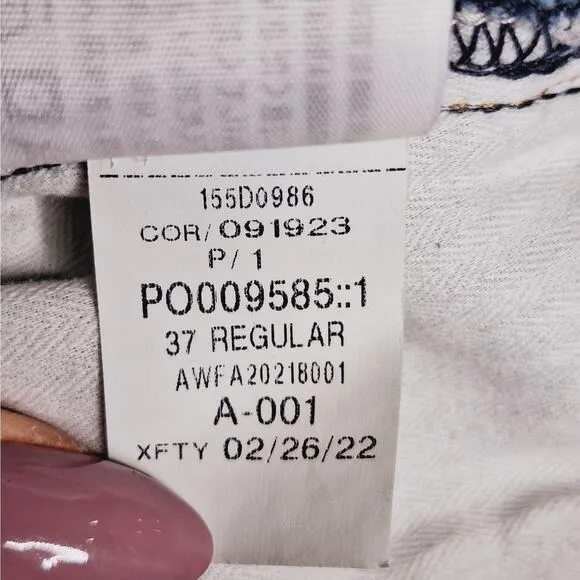 155D0986
COR/091923
P/1
PO009585::1
37 REGULAR
AWFA20218001
A-001
XFTY 02/26/22